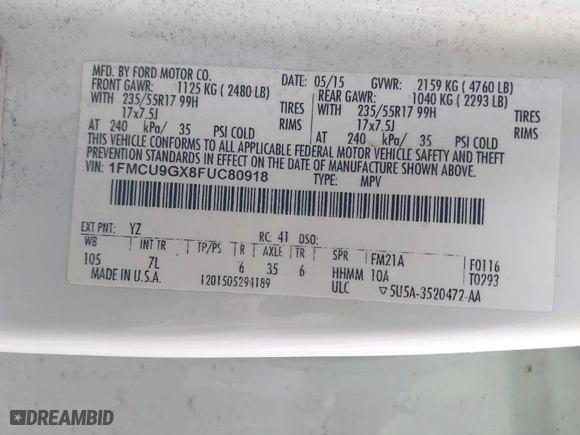 MFD. BY FORD MOTOR CO. DATE: 05/15 GVWR: 2159 KG (4760 LB)
FRONT GAWR: 1125 KG (2480 LB) REAR GAWR: 1040 KG (2293 LB)
WITH 235/55R17 99H TIRES WITH 235/55R17 99H TIRES
17x7.5J RIMS 17x7.5J RIMS
AT 240 kPa/ 35 PSI COLD AT 240 kPa/ 35 PSI COLD
THIS VEHICLE CONFORMS TO ALL APPLICABLE FEDERAL MOTOR VEHICLE SAFETY AND THEFT
PREVENTION STANDARDS IN EFFECT ON THE DATE OF MANUFACTURE SHOWN ABOVE.
VIN: 1FMCU9GX8FUC80918 TYPE: MPV
EXT PNT: YZ RC: 41 DSO:
WB INT TR TP/PS R AXLE TR SPR FM21A F0116
105 7L 6 35 6 HHMM 10A T0293
MADE IN U.S.A. 1201505294189 ULC ▽5U5A-3520472-AA
DREAMBID